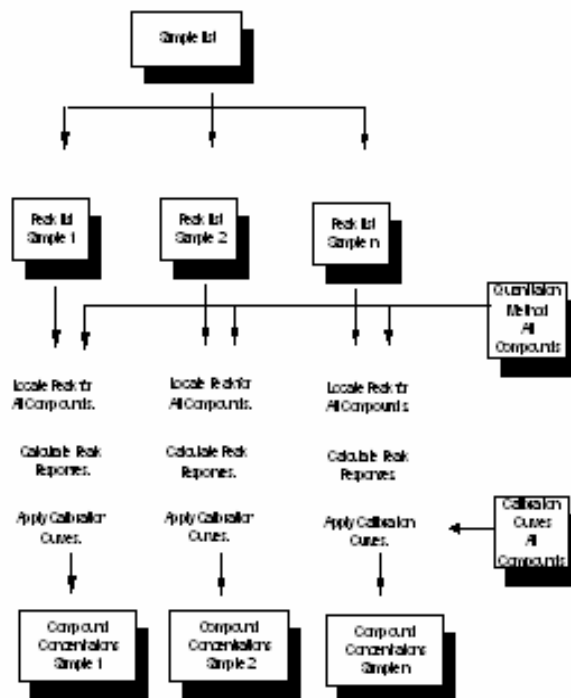 Sample list
Peak list
Sample 1
Peak list
Sample 2
Peak list
Sample n
Quantitation
Method
All
Compounds
Locate Peak for
All Compounds.
Locate Peak for
All Compounds.
Locate Peak for
All Compounds
Calculate Peak
Responses.
Calculate Peak
Responses.
Calculate Peak
Responses.
Apply Calibration
Curves.
Apply Calibration
Curves.
Apply Calibration
Curves.
Calibration
Curves
All
Compounds
Compound
Concentrations
Sample 1
Compound
Concentrations
Sample 2
Compound
Concentrations
Sample n